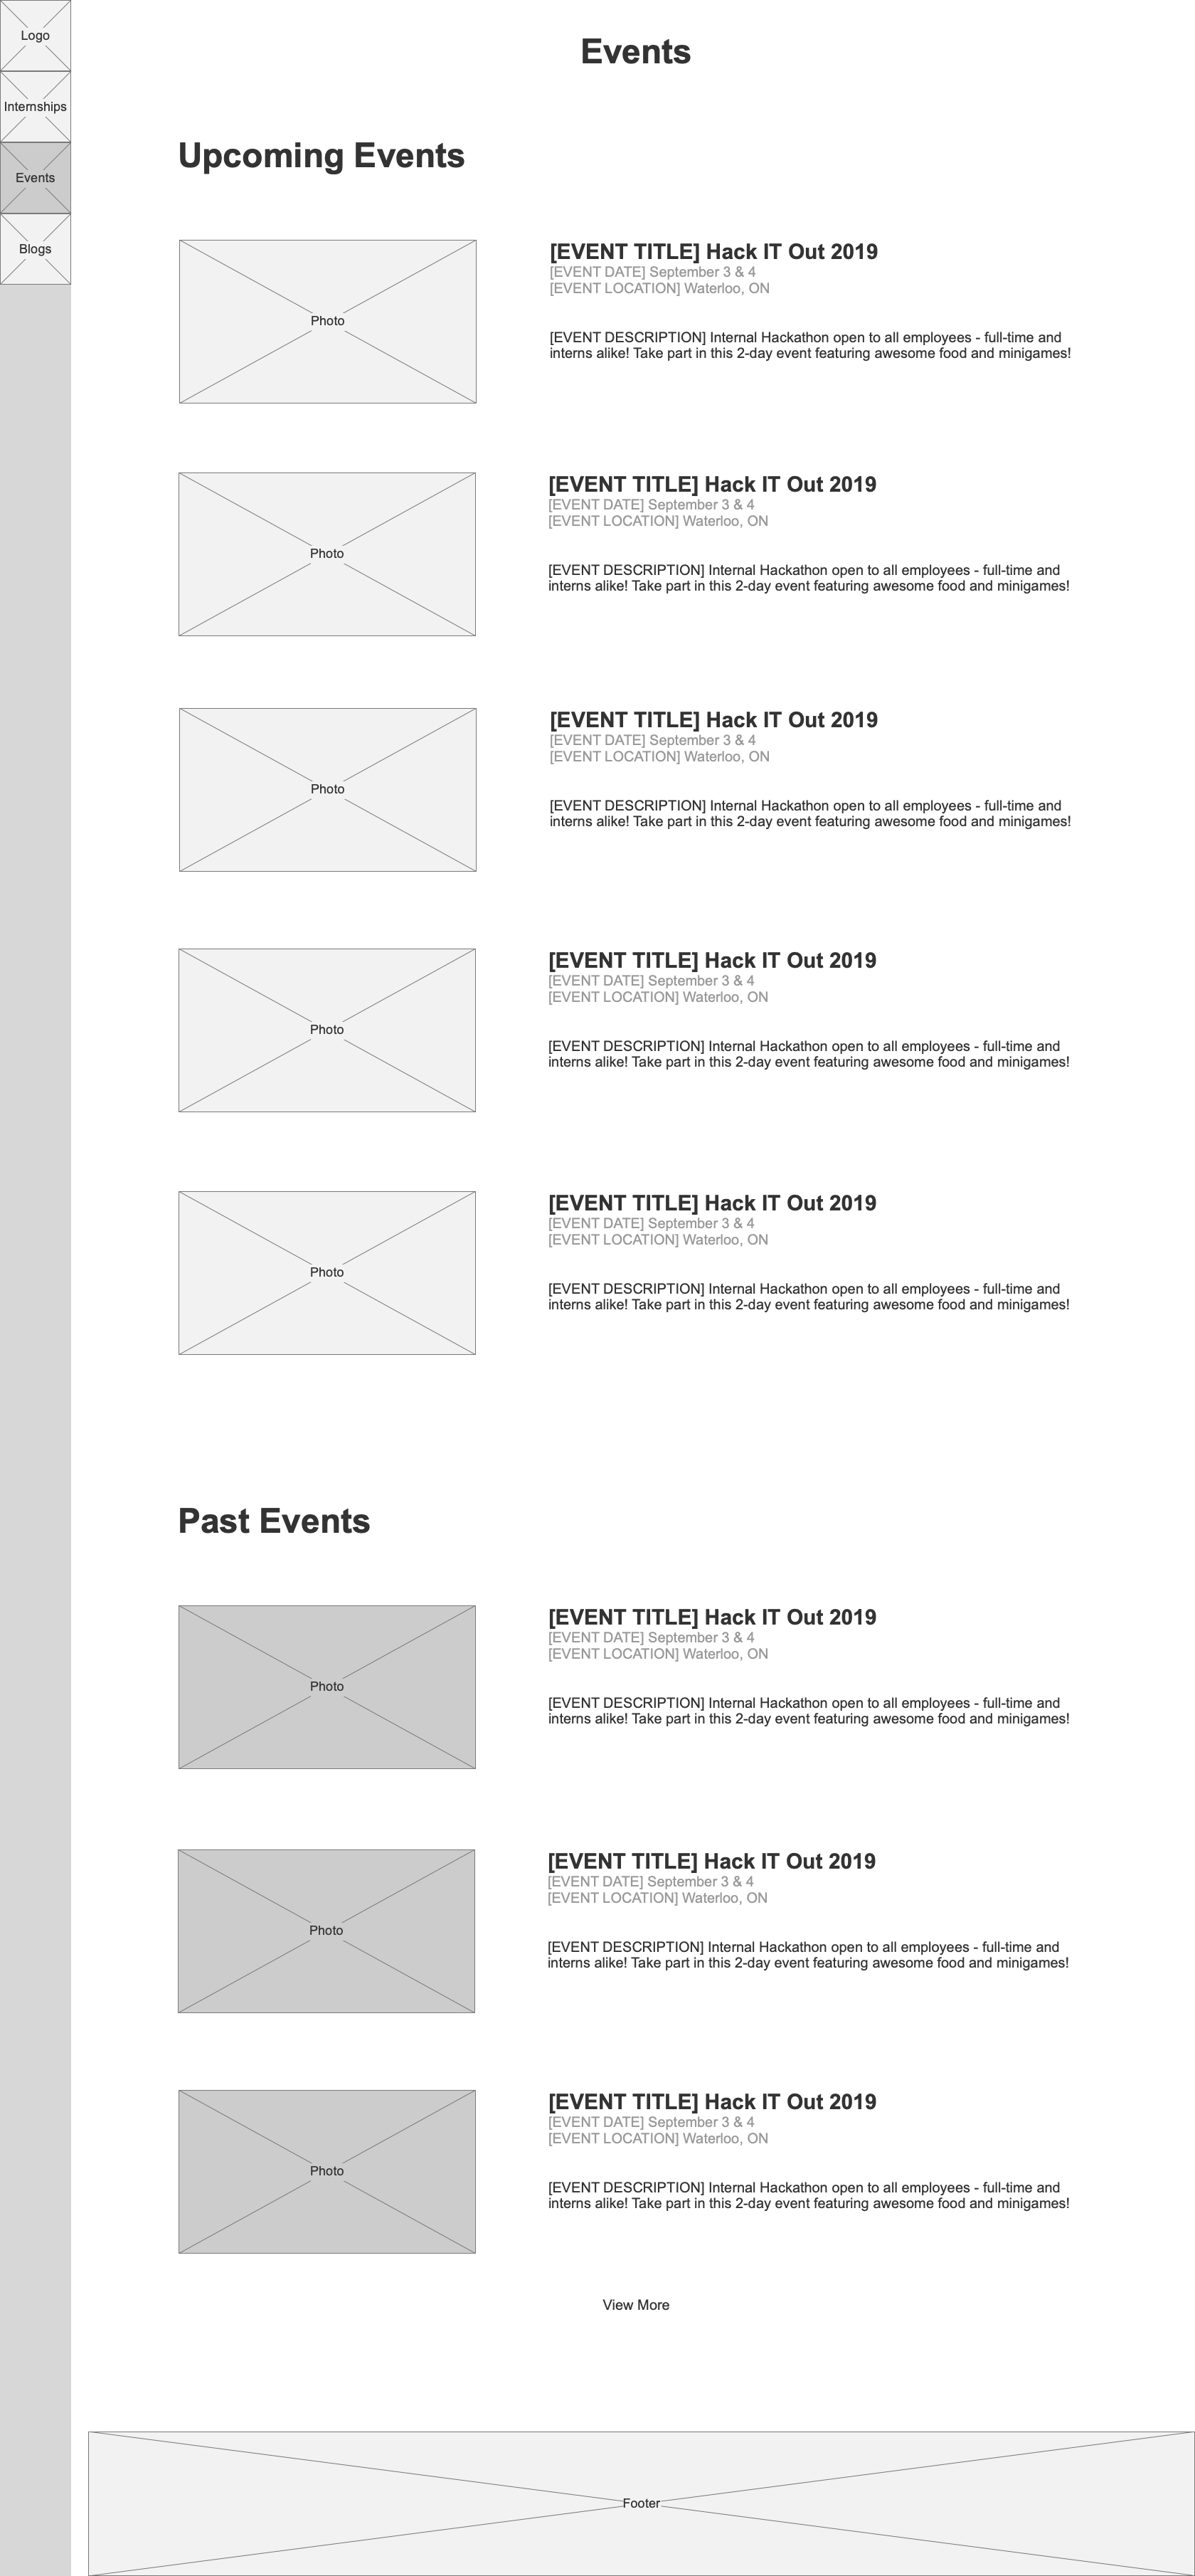 Logo
Internships
Events
Blogs
Events
Upcoming Events
Photo
[EVENT TITLE] Hack IT Out 2019
[EVENT DATE] September 3 & 4
[EVENT LOCATION] Waterloo, ON
[EVENT DESCRIPTION] Internal Hackathon open to all employees - full-time and
interns alike! Take part in this 2-day event featuring awesome food and minigames!
Photo
[EVENT TITLE] Hack IT Out 2019
[EVENT DATE] September 3 & 4
[EVENT LOCATION] Waterloo, ON
[EVENT DESCRIPTION] Internal Hackathon open to all employees - full-time and
interns alike! Take part in this 2-day event featuring awesome food and minigames!
Photo
[EVENT TITLE] Hack IT Out 2019
[EVENT DATE] September 3 & 4
[EVENT LOCATION] Waterloo, ON
[EVENT DESCRIPTION] Internal Hackathon open to all employees - full-time and
interns alike! Take part in this 2-day event featuring awesome food and minigames!
Photo
[EVENT TITLE] Hack IT Out 2019
[EVENT DATE] September 3 & 4
[EVENT LOCATION] Waterloo, ON
[EVENT DESCRIPTION] Internal Hackathon open to all employees - full-time and
interns alike! Take part in this 2-day event featuring awesome food and minigames!
Photo
[EVENT TITLE] Hack IT Out 2019
[EVENT DATE] September 3 & 4
[EVENT LOCATION] Waterloo, ON
[EVENT DESCRIPTION] Internal Hackathon open to all employees - full-time and
interns alike! Take part in this 2-day event featuring awesome food and minigames!
Past Events
Photo
[EVENT TITLE] Hack IT Out 2019
[EVENT DATE] September 3 & 4
[EVENT LOCATION] Waterloo, ON
[EVENT DESCRIPTION] Internal Hackathon open to all employees - full-time and
interns alike! Take part in this 2-day event featuring awesome food and minigames!
Photo
[EVENT TITLE] Hack IT Out 2019
[EVENT DATE] September 3 & 4
[EVENT LOCATION] Waterloo, ON
[EVENT DESCRIPTION] Internal Hackathon open to all employees - full-time and
interns alike! Take part in this 2-day event featuring awesome food and minigames!
Photo
[EVENT TITLE] Hack IT Out 2019
[EVENT DATE] September 3 & 4
[EVENT LOCATION] Waterloo, ON
[EVENT DESCRIPTION] Internal Hackathon open to all employees - full-time and
interns alike! Take part in this 2-day event featuring awesome food and minigames!
View More
Footer